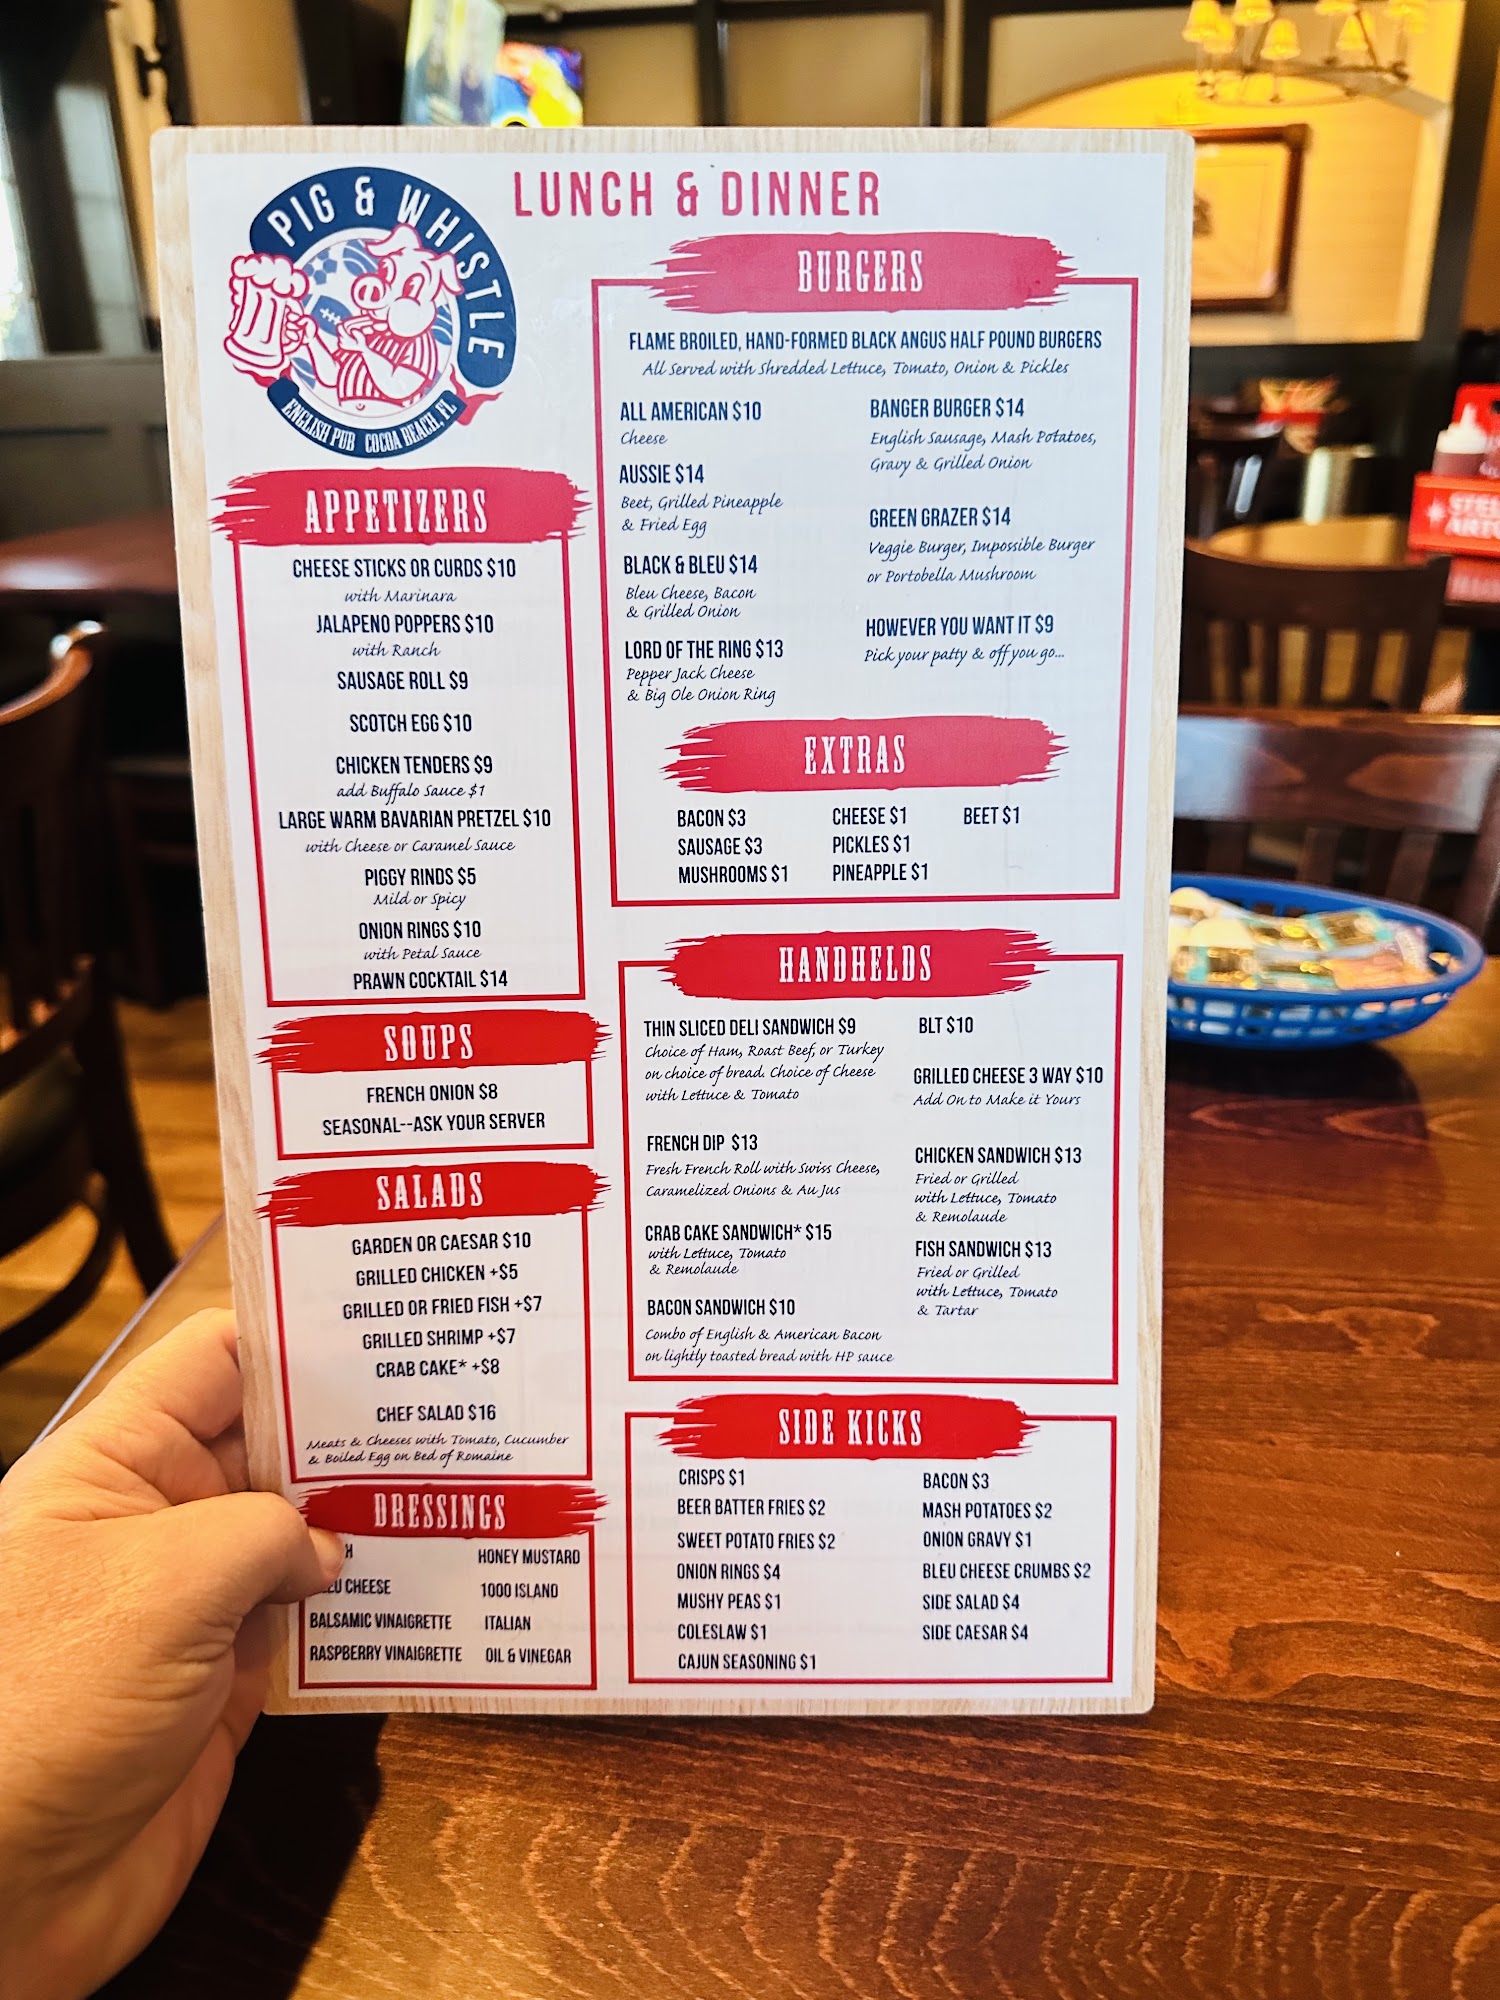 PIG & WHISTLE
ENGLISH PUB COCOA BEACH, FL
LUNCH & DINNER
APPETIZERS
CHEESE STICKS OR CURDS $10
with Marinara
JALAPENO POPPERS $10
with Ranch
SAUSAGE ROLL $9
SCOTCH EGG $10
CHICKEN TENDERS $9
add Buffalo Sauce $1
LARGE WARM BAVARIAN PRETZEL $10
with Cheese or Caramel Sauce
PIGGY RINDS $5
Mild or Spicy
ONION RINGS $10
with Petal Sauce
PRAWN COCKTAIL $14
SOUPS
FRENCH ONION $8
SEASONAL--ASK YOUR SERVER
SALADS
GARDEN OR CAESAR $10
GRILLED CHICKEN +$5
GRILLED OR FRIED FISH +$7
GRILLED SHRIMP +$7
CRAB CAKE* +$8
CHEF SALAD $16
Meats & Cheeses with Tomato, Cucumber
& Boiled Egg on Bed of Romaine
DRESSINGS
CHEESE
BALSAMIC VINAIGRETTE
RASPBERRY VINAIGRETTE
HONEY MUSTARD
1000 ISLAND
ITALIAN
OIL & VINEGAR
BURGERS
FLAME BROILED, HAND-FORMED BLACK ANGUS HALF POUND BURGERS
All Served with Shredded Lettuce, Tomato, Onion & Pickles
ALL AMERICAN $10
Cheese
AUSSIE $14
Beet, Grilled Pineapple
& Fried Egg
BLACK & BLEU $14
Bleu Cheese, Bacon
& Grilled Onion
LORD OF THE RING $13
Pepper Jack Cheese
& Big Ole Onion Ring
BANGER BURGER $14
English Sausage, Mash Potatoes,
Gravy & Grilled Onion
GREEN GRAZER $14
Veggie Burger, Impossible Burger
or Portobella Mushroom
HOWEVER YOU WANT IT $9
Pick your patty & off you go...
EXTRAS
BACON $3
SAUSAGE $3
MUSHROOMS $1
CHEESE $1
PICKLES $1
PINEAPPLE $1
BEET $1
HANDHELDS
THIN SLICED DELI SANDWICH $9
Choice of Ham, Roast Beef, or Turkey
on choice of bread. Choice of Cheese
with Lettuce & Tomato
FRENCH DIP $13
Fresh French Roll with Swiss Cheese,
Caramelized Onions & Au Jus
CRAB CAKE SANDWICH* $15
with Lettuce, Tomato
& Remolaude
BACON SANDWICH $10
Combo of English & American Bacon
on lightly toasted bread with HP sauce
BLT $10
GRILLED CHEESE 3 WAY $10
Add On to Make it Yours
CHICKEN SANDWICH $13
Fried or Grilled
with Lettuce, Tomato
& Remolaude
FISH SANDWICH $13
Fried or Grilled
with Lettuce, Tomato
& Tartar
SIDE KICKS
CRISPS $1
BEER BATTER FRIES $2
SWEET POTATO FRIES $2
ONION RINGS $4
MUSHY PEAS $1
COLESLAW $1
CAJUN SEASONING $1
BACON $3
MASH POTATOES $2
ONION GRAVY $1
BLEU CHEESE CRUMBS $2
SIDE SALAD $4
SIDE CAESAR $4